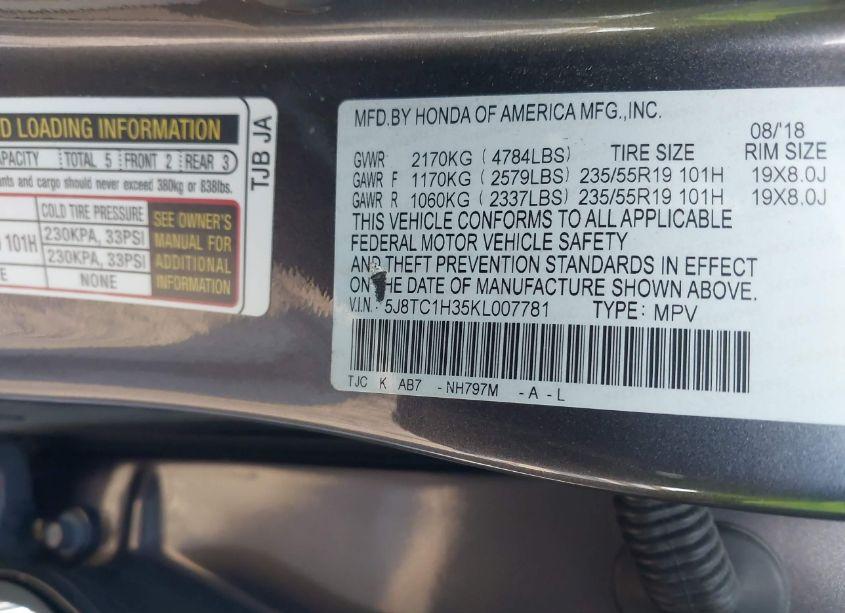 D LOADING INFORMATION
APACITY TOTAL 5 FRONT 2 REAR 3
ants and cargo should never exceed 380kg or 838lbs.
COLD TIRE PRESSURE
SEE OWNER'S
MANUAL FOR
ADDITIONAL
INFORMATION
101H 230KPA, 33PSI
230KPA, 33PSI
NONE
TJB JA
MFD.BY HONDA OF AMERICA MFG.,INC.
08/'18
GVWR 2170KG ( 4784LBS) TIRE SIZE RIM SIZE
GAWR F 1170KG ( 2579LBS) 235/55R19 101H 19X8.0J
GAWR R 1060KG ( 2337LBS) 235/55R19 101H 19X8.0J
THIS VEHICLE CONFORMS TO ALL APPLICABLE
FEDERAL MOTOR VEHICLE SAFETY
AND THEFT PREVENTION STANDARDS IN EFFECT
ON THE DATE OF MANUFACTURE SHOWN ABOVE.
V.I.N.: 5J8TC1H35KL007781 TYPE: MPV
TJC K AB7 -NH797M -A -L